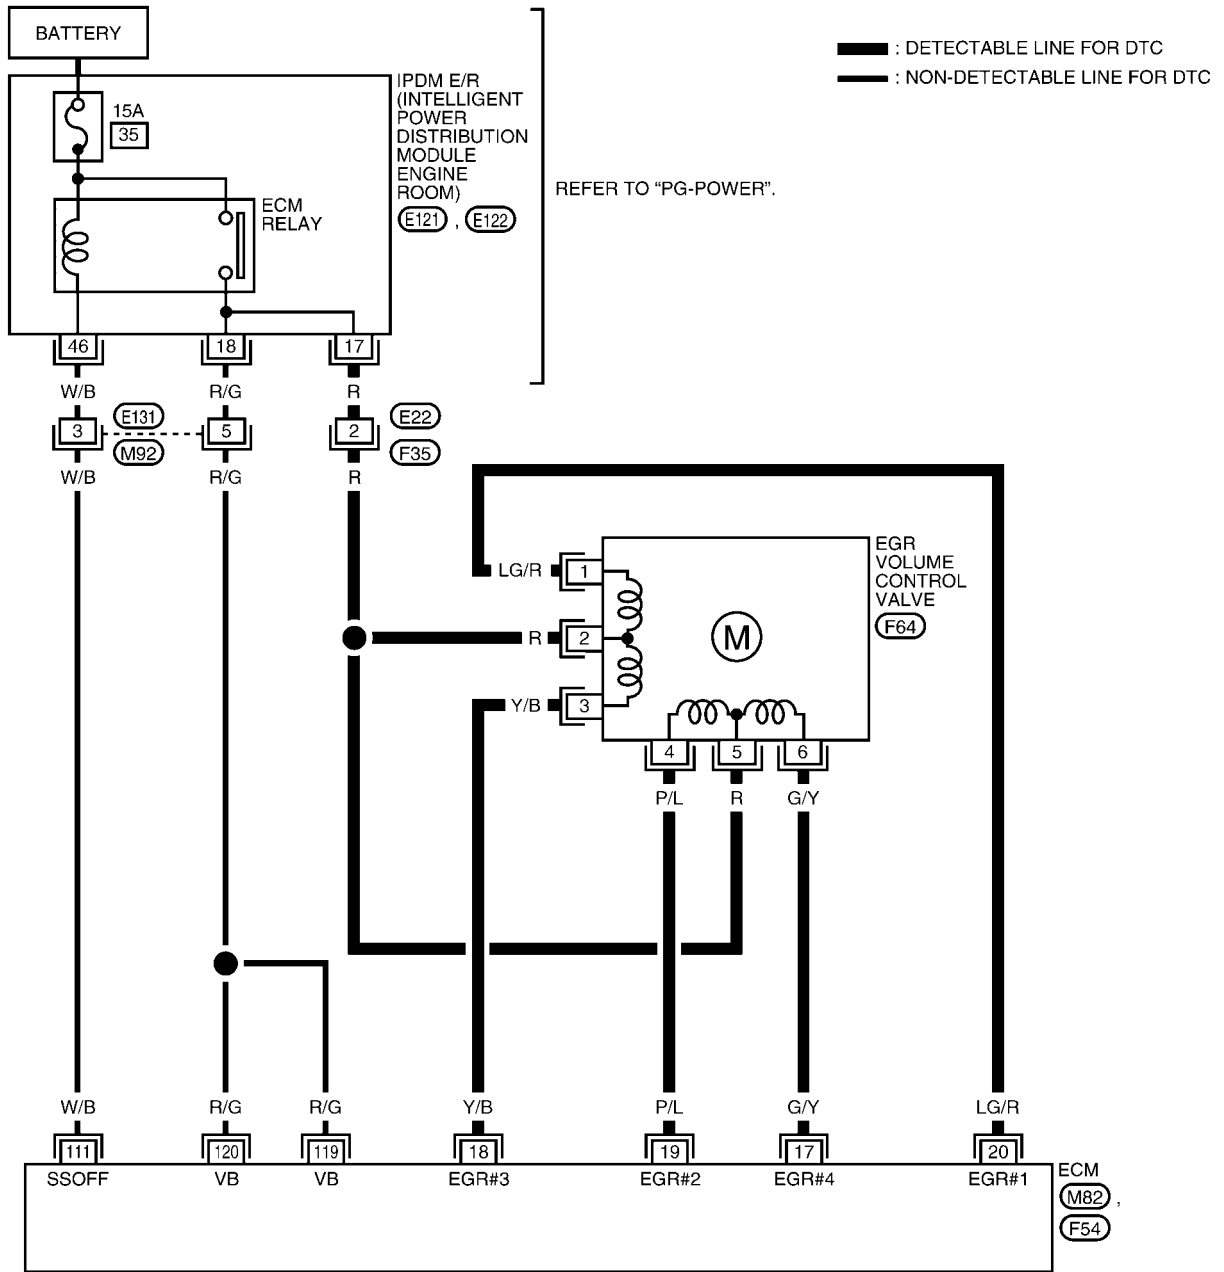 BATTERY
: DETECTABLE LINE FOR DTC
: NON-DETECTABLE LINE FOR DTC
15A
35
IPDM E/R
(INTELLIGENT
POWER
DISTRIBUTION
MODULE
ENGINE
ROOM)
E121 , E122
REFER TO “PG-POWER”.
ECM
RELAY
46 18 17
W/B R/G R
3 E131 5 2 E22
M92 F35
W/B R/G R
EGR
VOLUME
CONTROL
VALVE
F64
LG/R 1
R 2 M
Y/B 3
4 5 6
P/L R G/Y
W/B R/G R/G Y/B P/L G/Y LG/R
111 120 119 18 19 17 20
SSOFF VB VB EGR#3 EGR#2 EGR#4 EGR#1
ECM
M82 ,
F54